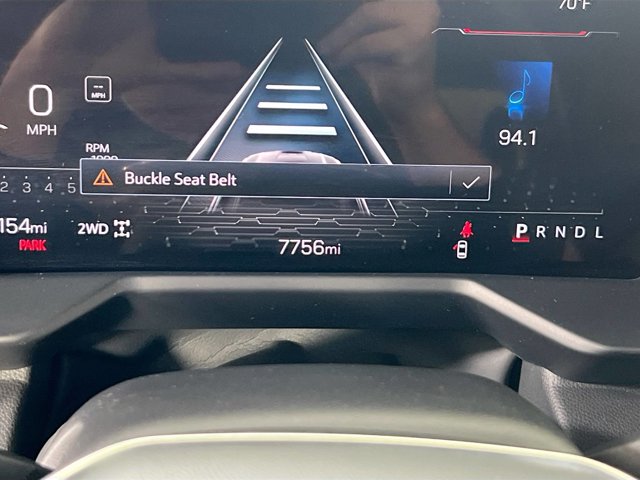 70°F
0
MPH
--
MPH
94.1
RPM
Buckle Seat Belt
2 3 4 5
154mi
PARK
2WD
7756mi
P R N D L